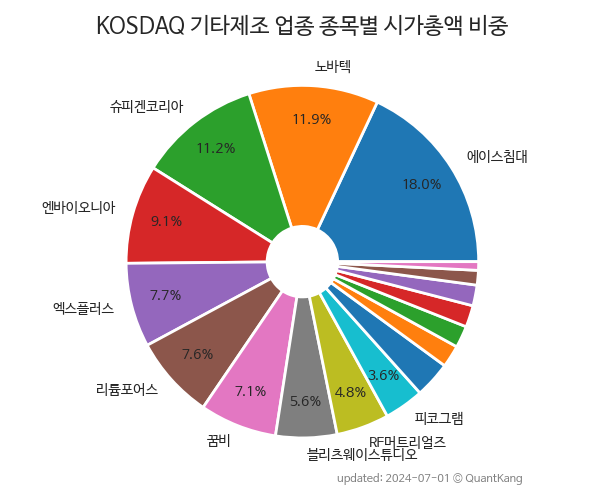 KOSDAQ 기타제조 업종 종목별 시가총액 비중
노바텍
11.9%
슈피겐코리아
11.2%
에이스침대
18.0%
엔바이오니아
9.1%
엑스플러스
7.7%
리튬포어스
7.6%
꿈비
7.1%
블리츠웨이스튜디오
5.6%
RF머트리얼즈
4.8%
피코그램
3.6%
updated: 2024-07-01 ⓒ QuantKang